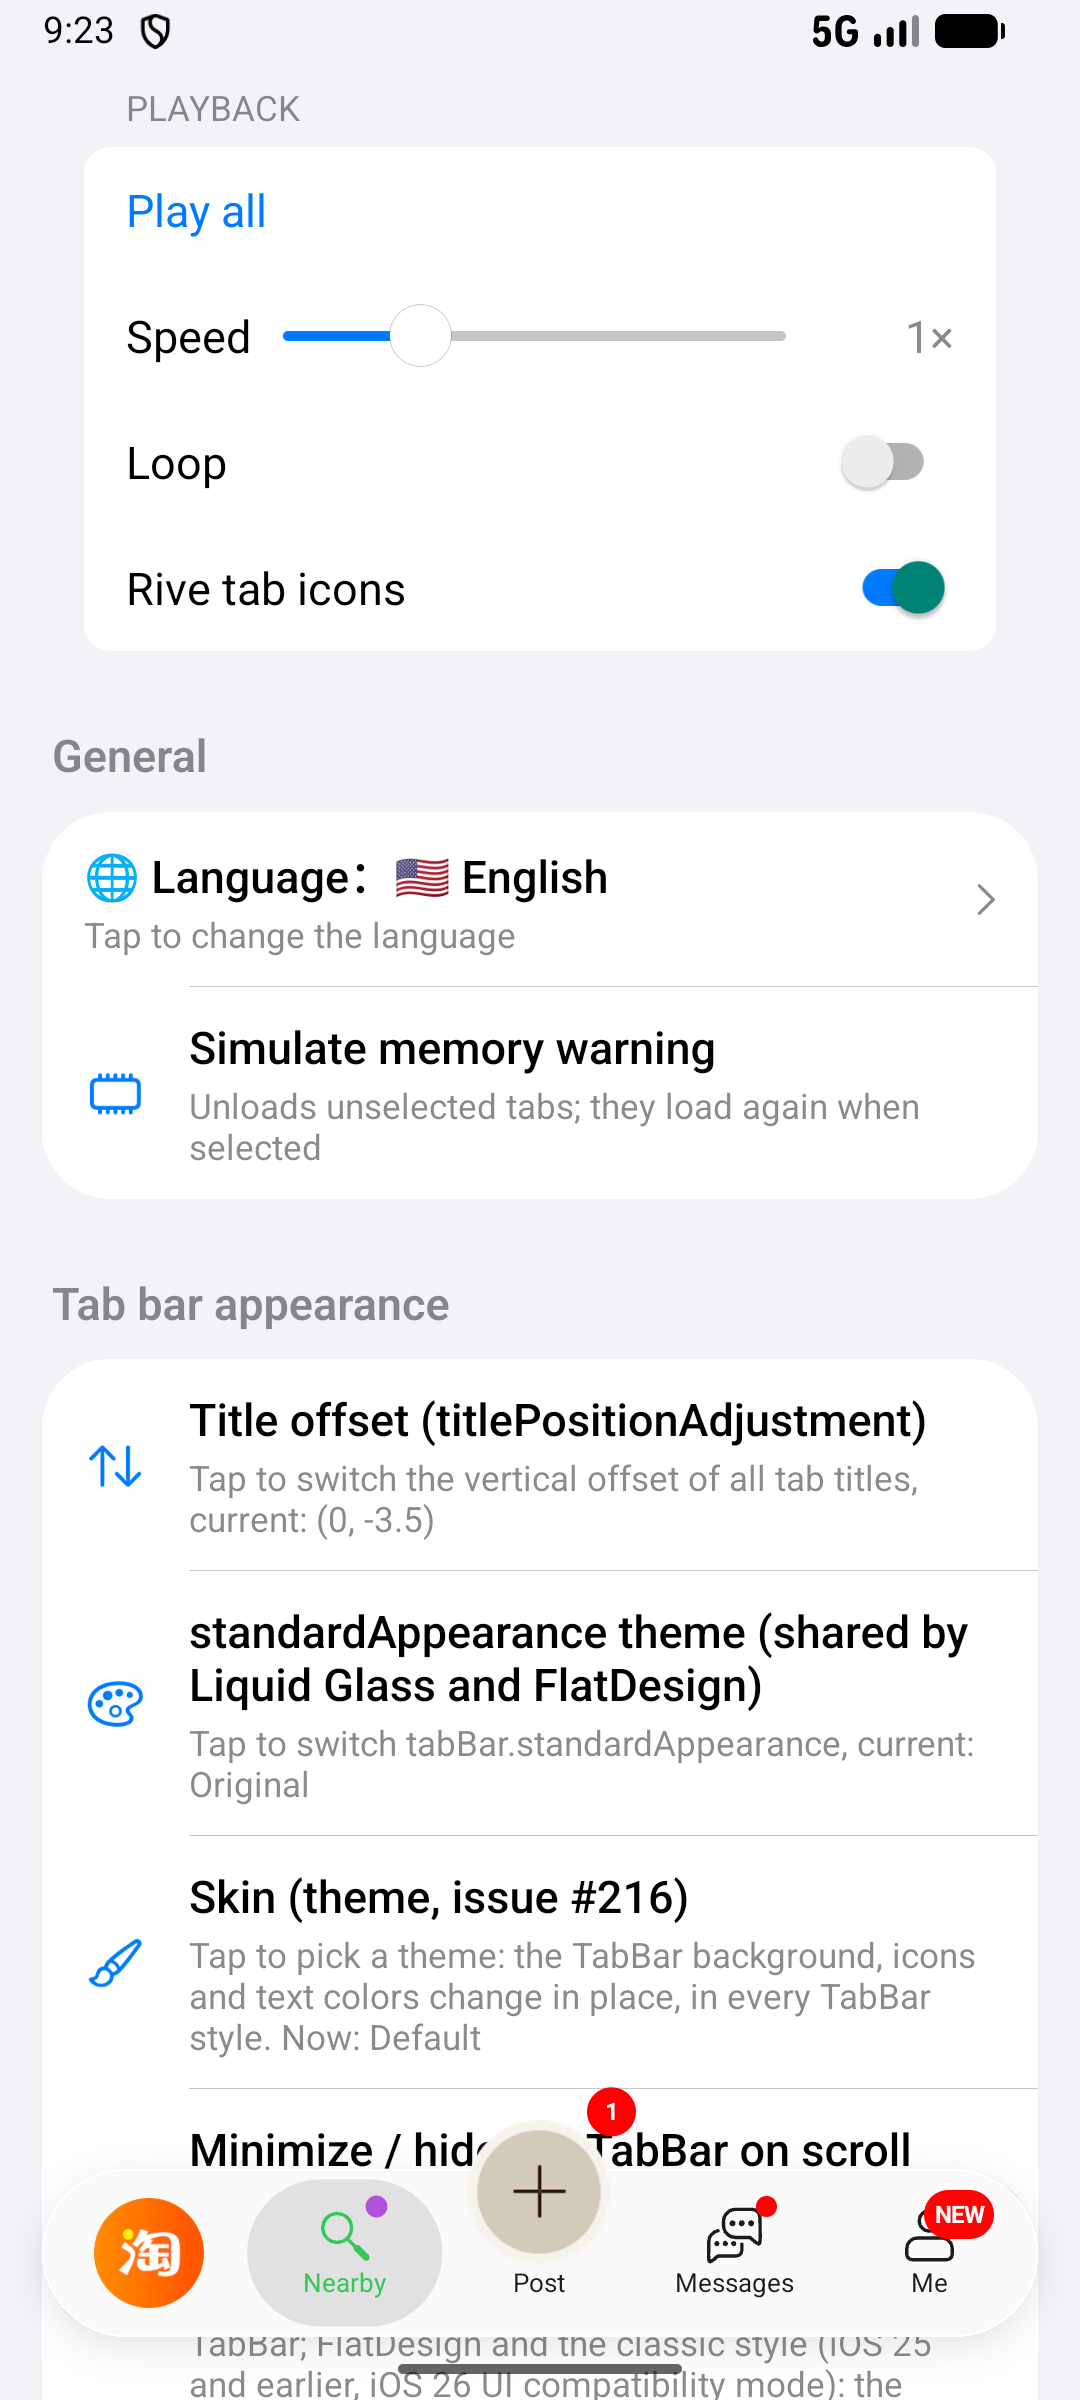 9:23
5G
PLAYBACK
Play all
Speed
1×
Loop
Rive tab icons
General
🌐 Language：🇺🇸 English
Tap to change the language
Simulate memory warning
Unloads unselected tabs; they load again when
selected
Tab bar appearance
Title offset (titlePositionAdjustment)
Tap to switch the vertical offset of all tab titles,
current: (0, -3.5)
standardAppearance theme (shared by
Liquid Glass and FlatDesign)
Tap to switch tabBar.standardAppearance, current:
Original
Skin (theme, issue #216)
Tap to pick a theme: the TabBar background, icons
and text colors change in place, in every TabBar
style. Now: Default
1
Minimize / hide TabBar on scroll
NEW
淘
Nearby
Post
Messages
Me
TabBar; FlatDesign and the classic style (iOS 25
and earlier, iOS 26 UI compatibility mode): the